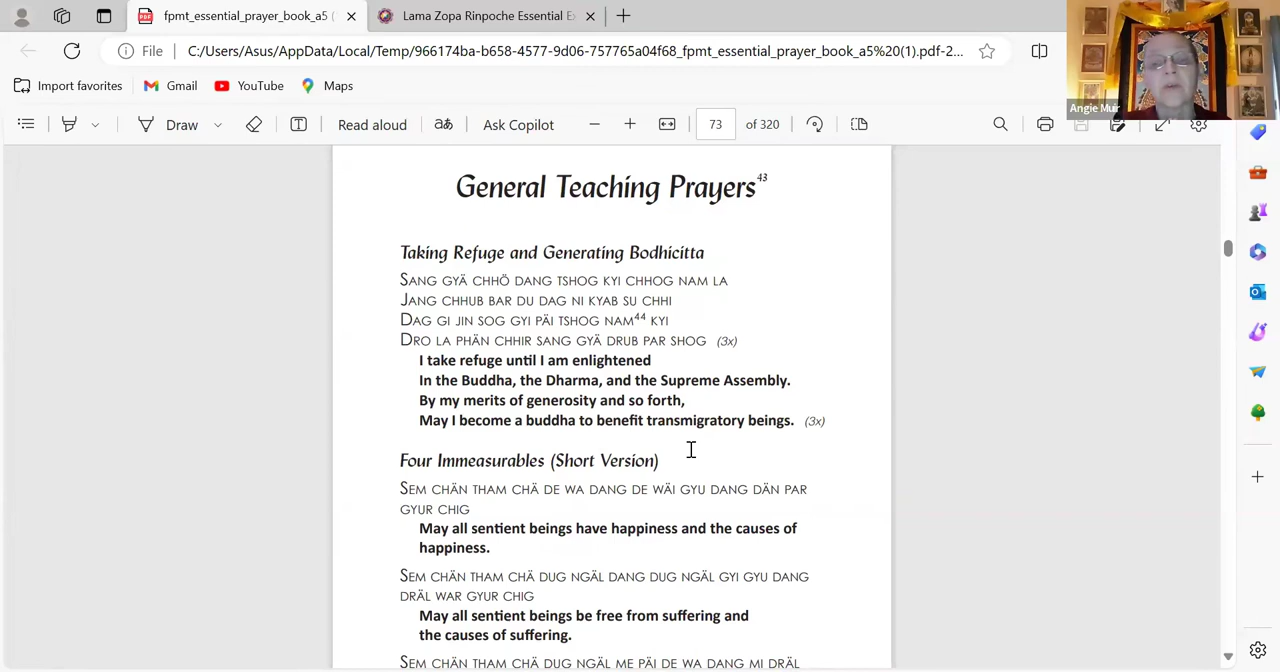 fpmt_essential_prayer_book_a5 (
Lama Zopa Rinpoche Essential E
File
C:/Users/Asus/AppData/Local/Temp/966174ba-b658-4577-9d06-757765a04f68_fpmt_essential_prayer_book_a5%20(1).pdf-2...
Import favorites
Gmail
YouTube
Maps
Angie Muir
Draw
Read aloud
aあ
Ask Copilot
73
of 320
General Teaching Prayers43
Taking Refuge and Generating Bodhicitta
SANG GYÄ CHHÖ DANG TSHOG KYI CHHOG NAM LA
JANG CHHUB BAR DU DAG NI KYAB SU CHHI
DAG GI JIN SOG GYI PÄI TSHOG NAM44 KYI
DRO LA PHÄN CHHIR SANG GYÄ DRUB PAR SHOG (3x)
I take refuge until I am enlightened
In the Buddha, the Dharma, and the Supreme Assembly.
By my merits of generosity and so forth,
May I become a buddha to benefit transmigratory beings. (3x)
Four Immeasurables (Short Version)
SEM CHÄN THAM CHÄ DE WA DANG DE WÄI GYU DANG DÄN PAR
GYUR CHIG
May all sentient beings have happiness and the causes of
happiness.
SEM CHÄN THAM CHÄ DUG NGÄL DANG DUG NGÄL GYI GYU DANG
DRÄL WAR GYUR CHIG
May all sentient beings be free from suffering and
the causes of suffering.
SEM CHÄN THAM CHÄ DUG NGÄL ME PÄI DE WA DANG MI DRÄL